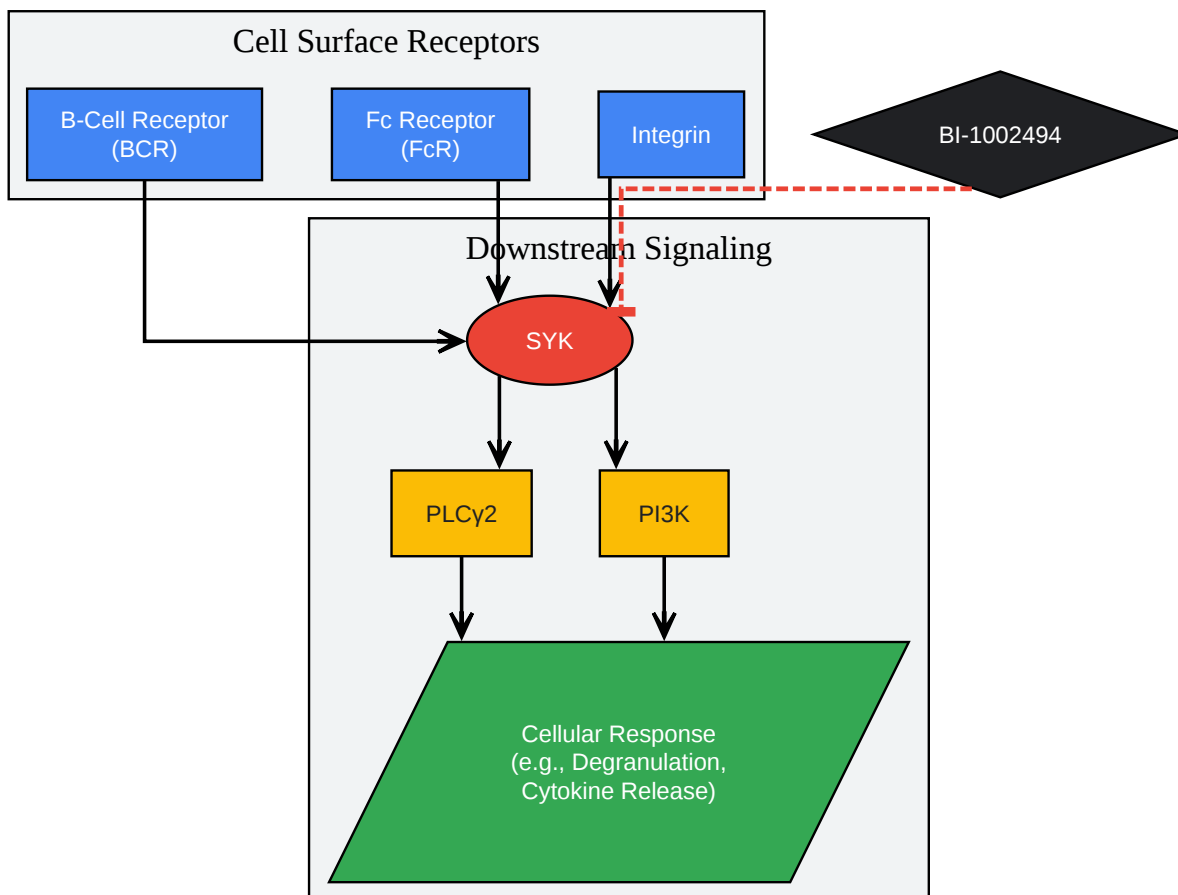 Cell Surface Receptors
B-Cell Receptor
(BCR)
Fc Receptor
(FcR)
Integrin
BI-1002494
Downstream Signaling
SYK
PLCγ2
PI3K
Cellular Response
(e.g., Degranulation,
Cytokine Release)